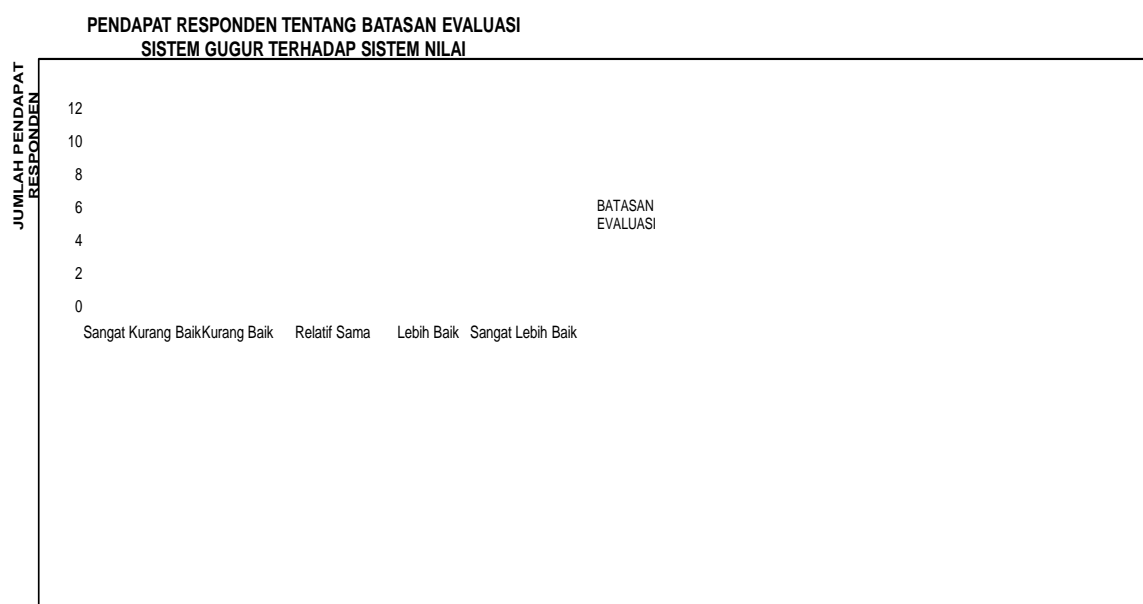 PENDAPAT RESPONDEN TENTANG BATASAN EVALUASI
SISTEM GUGUR TERHADAP SISTEM NILAI
JUMLAH PENDAPAT
RESPONDEN
12
10
8
6
4
2
0
BATASAN
EVALUASI
Sangat Kurang BaikKurang Baik Relatif Sama Lebih Baik Sangat Lebih Baik